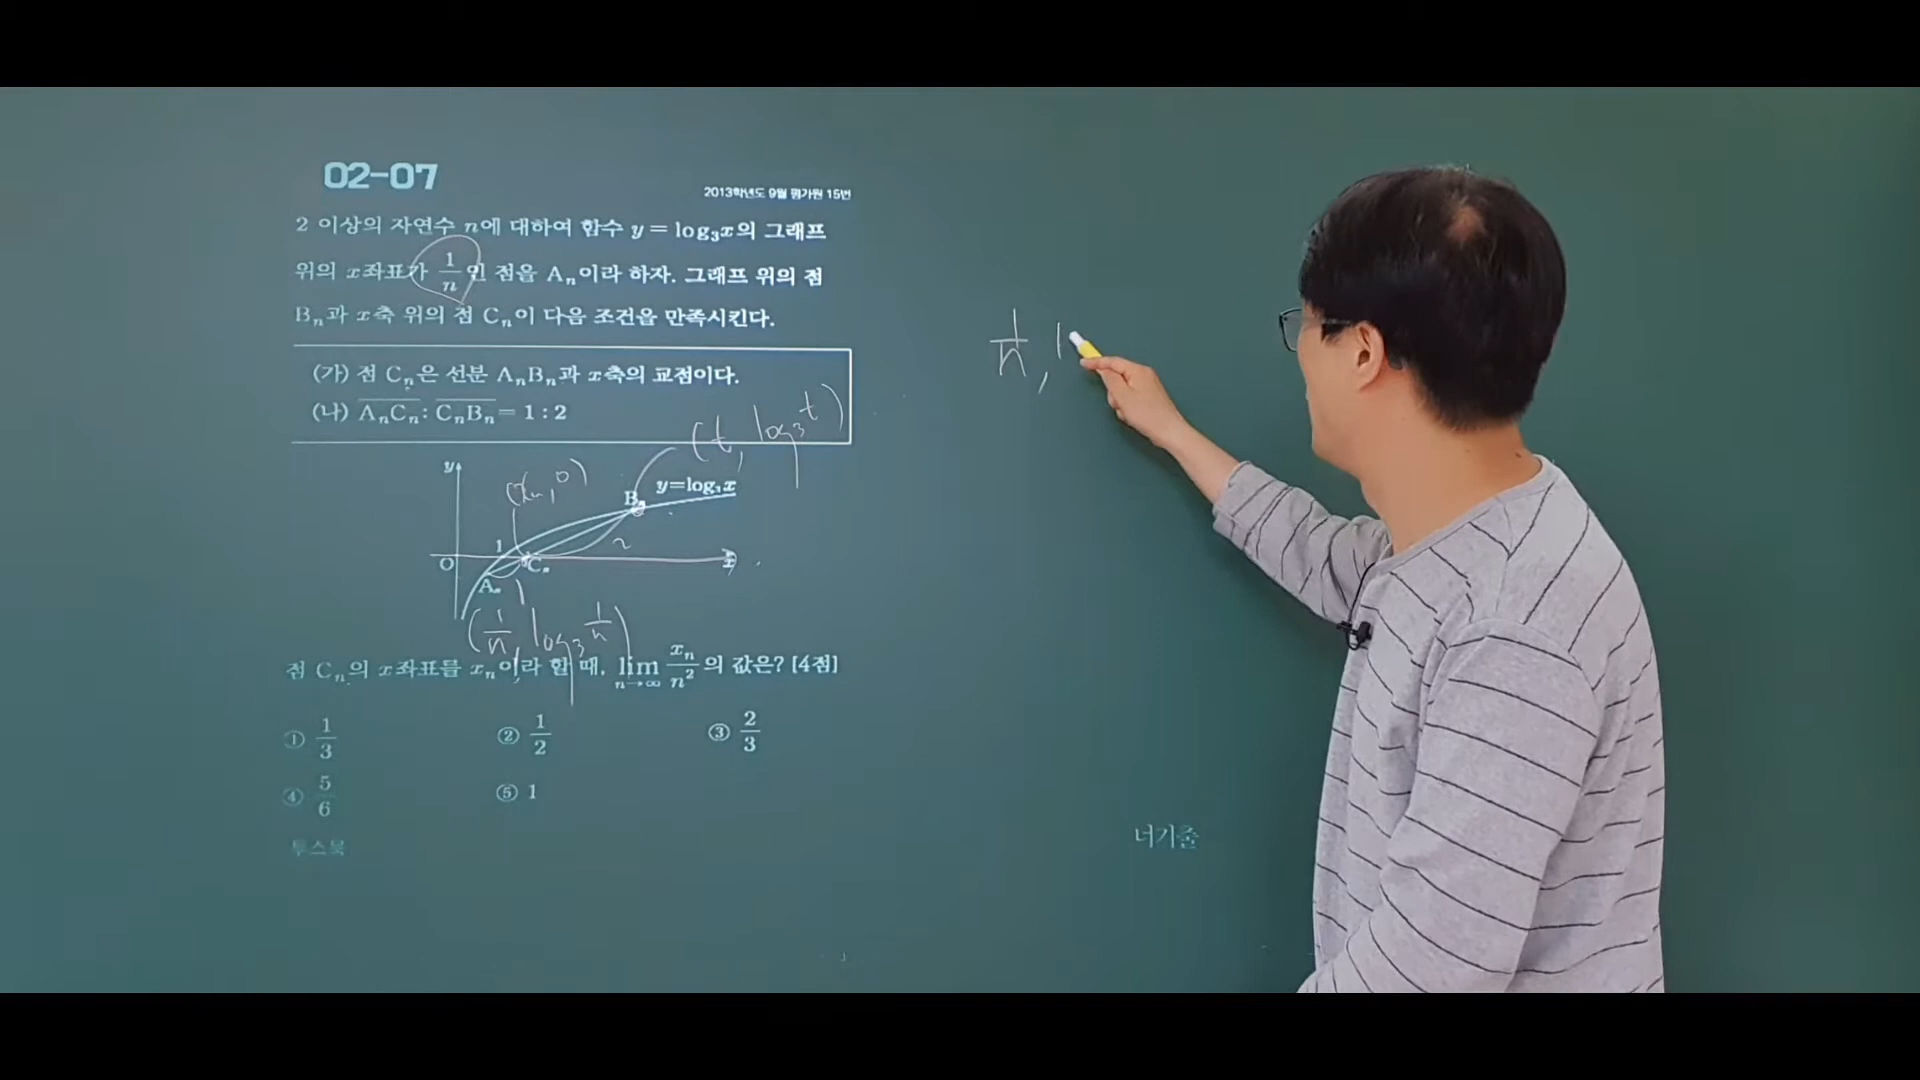 02-07
2013학년도 9월 평가원 15번
2 이상의 자연수 n에 대하여 함수 y = log₃x의 그래프
위의 x좌표가 1/n인 점을 Aₙ이라 하자. 그래프 위의 점
Bₙ과 x축 위의 점 Cₙ이 다음 조건을 만족시킨다.
(가) 점 Cₙ은 선분 AₙBₙ과 x축의 교점이다.
(나) AₙCₙ : CₙBₙ = 1 : 2
(t, log₃t)
y
(xₙ, 0)
Bₙ
y=log₃x
1
2
O
Cₙ
x
Aₙ
1
(1/n, log₃ 1/n)
점 Cₙ의 x좌표를 xₙ이라 할 때, lim n→∞ xₙ/n²의 값은? [4점]
① 1/3
② 1/2
③ 2/3
④ 5/6
⑤ 1
투스북
1/n, 1
너기출